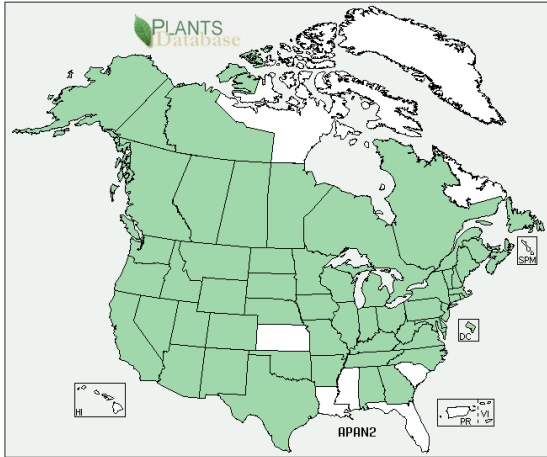 PLANTS
Database
SPM
DC
HI
PR
VI
APAN2